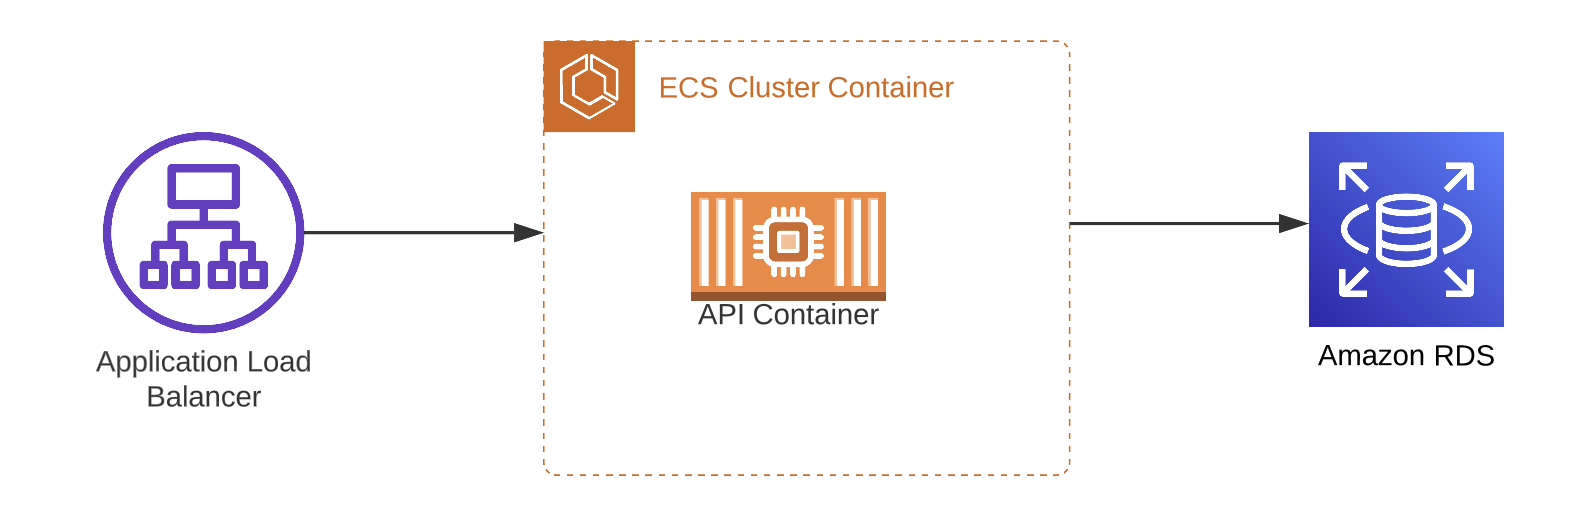 ECS Cluster Container
API Container
Application Load
Balancer
Amazon RDS